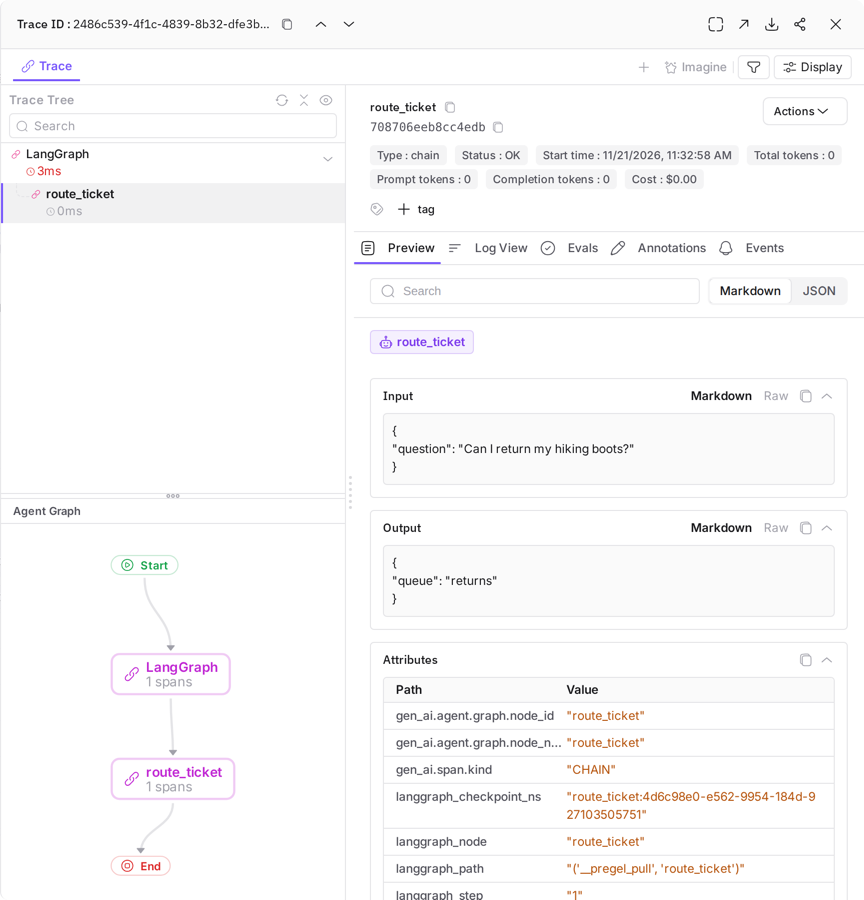 Trace ID : 2486c539-4f1c-4839-8b32-dfe3b...
Trace
Imagine
Display
Trace Tree
Search
LangGraph
3ms
route_ticket
0ms
Agent Graph
Start
LangGraph
1 spans
route_ticket
1 spans
End
route_ticket
708706eeb8cc4edb
Actions
Type : chain
Status : OK
Start time : 11/21/2026, 11:32:58 AM
Total tokens : 0
Prompt tokens : 0
Completion tokens : 0
Cost : $0.00
+ tag
Preview
Log View
Evals
Annotations
Events
Search
Markdown
JSON
route_ticket
Input
Markdown
Raw
{
"question": "Can I return my hiking boots?"
}
Output
Markdown
Raw
{
"queue": "returns"
}
Attributes
Path Value
gen_ai.agent.graph.node_id "route_ticket"
gen_ai.agent.graph.node_n... "route_ticket"
gen_ai.span.kind "CHAIN"
langgraph_checkpoint_ns "route_ticket:4d6c98e0-e562-9954-184d-9
27103505751"
langgraph_node "route_ticket"
langgraph_path "('__pregel_pull', 'route_ticket')"
langgraph_step "1"